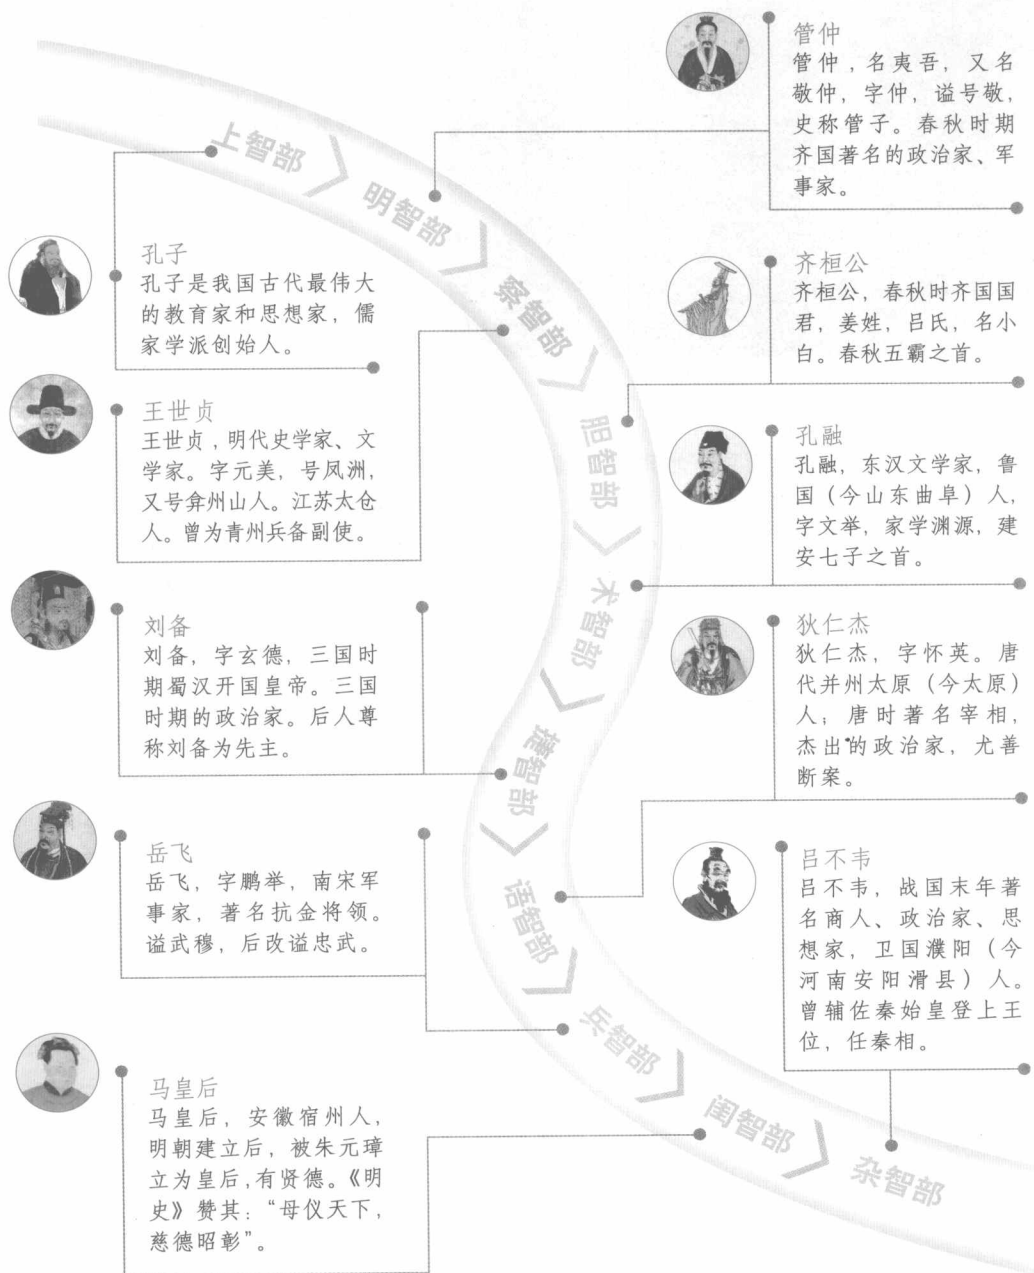 上智部
明智部
察智部
胆智部
术智部
捷智部
语智部
兵智部
闺智部
杂智部
孔子
孔子是我国古代最伟大
的教育家和思想家，儒
家学派创始人。
王世贞
王世贞，明代史学家、文
学家。字元美，号凤洲，
又号弇州山人。江苏太仓
人。曾为青州兵备副使。
刘备
刘备，字玄德，三国时
期蜀汉开国皇帝。三国
时期的政治家。后人尊
称刘备为先主。
岳飞
岳飞，字鹏举，南宋军
事家，著名抗金将领。
谥武穆，后改谥忠武。
马皇后
马皇后，安徽宿州人，
明朝建立后，被朱元璋
立为皇后，有贤德。《明
史》赞其：“母仪天下，
慈德昭彰”。
管仲
管仲，名夷吾，又名
敬仲，字仲，谥号敬，
史称管子。春秋时期
齐国著名的政治家、军
事家。
齐桓公
齐桓公，春秋时齐国国
君，姜姓，吕氏，名小
白。春秋五霸之首。
孔融
孔融，东汉文学家，鲁
国（今山东曲阜）人，
字文举，家学渊源，建
安七子之首。
狄仁杰
狄仁杰，字怀英。唐
代并州太原（今太原）
人；唐时著名宰相，
杰出的政治家，尤善
断案。
吕不韦
吕不韦，战国末年著
名商人、政治家、思
想家，卫国濮阳（今
河南安阳滑县）人。
曾辅佐秦始皇登上王
位，任秦相。